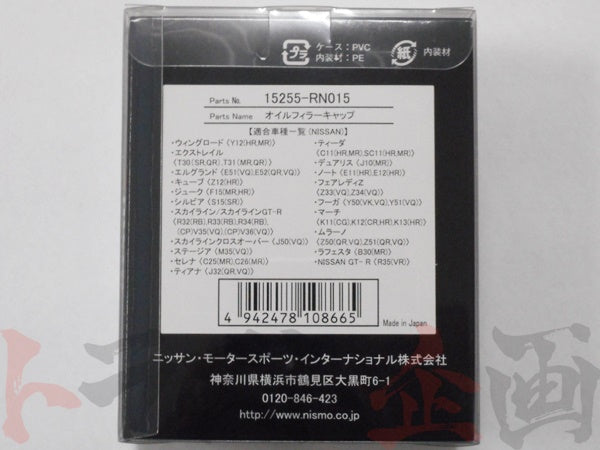 プラ
ケース：PVC
内装材：PE
紙
内装材
Parts No. 15255-RN015
Parts Name オイルフィラーキャップ
【適合車種一覧（NISSAN）】
・ウィングロード（Y12(HR,MR)）
・エクストレイル
（T30(SR,QR),T31(MR,QR)）
・エルグランド（E51(VQ),E52(QR,VQ)）
・キューブ（Z12(HR)）
・ジューク（F15(MR,HR)）
・シルビア（S15(SR)）
・スカイライン/スカイラインGT-R
（R32(RB),R33(RB),R34(RB),
(CP)V35(VQ)(CP)V36(VQ)）
・スカイラインクロスオーバー（J50(VQ)）
・ステージア（M35(VQ)）
・セレナ（C25(MR),C26(MR)）
・ティアナ（J32(QR,VQ)）
・ティーダ
（C11(HR,MR),SC11(HR,MR)）
・デュアリス（J10(MR)）
・ノート（E11(HR),E12(HR)）
・フェアレディZ
（Z33(VQ),Z34(VQ)）
・フーガ（Y50(VK,VQ),Y51(VQ)）
・マーチ
（K11(CG),K12(CR,HR),K13(HR)）
・ムラーノ
（Z50(QR,VQ),Z51(QR,VQ)）
・ラフェスタ（B30(MR)）
・NISSAN GT-R（R35(VR)）
4 942478 108665
Made in Japan
ニッサン・モータースポーツ・インターナショナル株式会社
神奈川県横浜市鶴見区大黒町6-1
0120-846-423
http://www.nismo.co.jp
トラスト企画